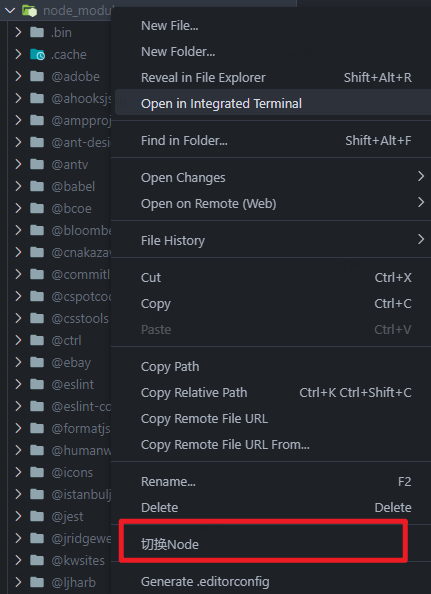 node_modul
New File...
.bin
New Folder...
.cache
Reveal in File Explorer Shift+Alt+R
@adobe
Open in Integrated Terminal
@ahooksjs
@amppro
Find in Folder... Shift+Alt+F
@ant-desi
@antv
Open Changes
@babel
Open on Remote (Web)
@bcoe
@bloombe
File History
@cnakaza
@commitl
Cut Ctrl+X
@cspotcod
Copy Ctrl+C
@csstools
Paste Ctrl+V
@ctrl
@ebay
Copy Path
@eslint
Copy Relative Path Ctrl+K Ctrl+Shift+C
@eslint-co
Copy Remote File URL
@formatjs
Copy Remote File URL From...
@humanw
@icons
Rename... F2
@istanbulj
Delete Delete
@jest
@jridgewe
切换Node
@kwsites
@ljharb
Generate .editorconfig